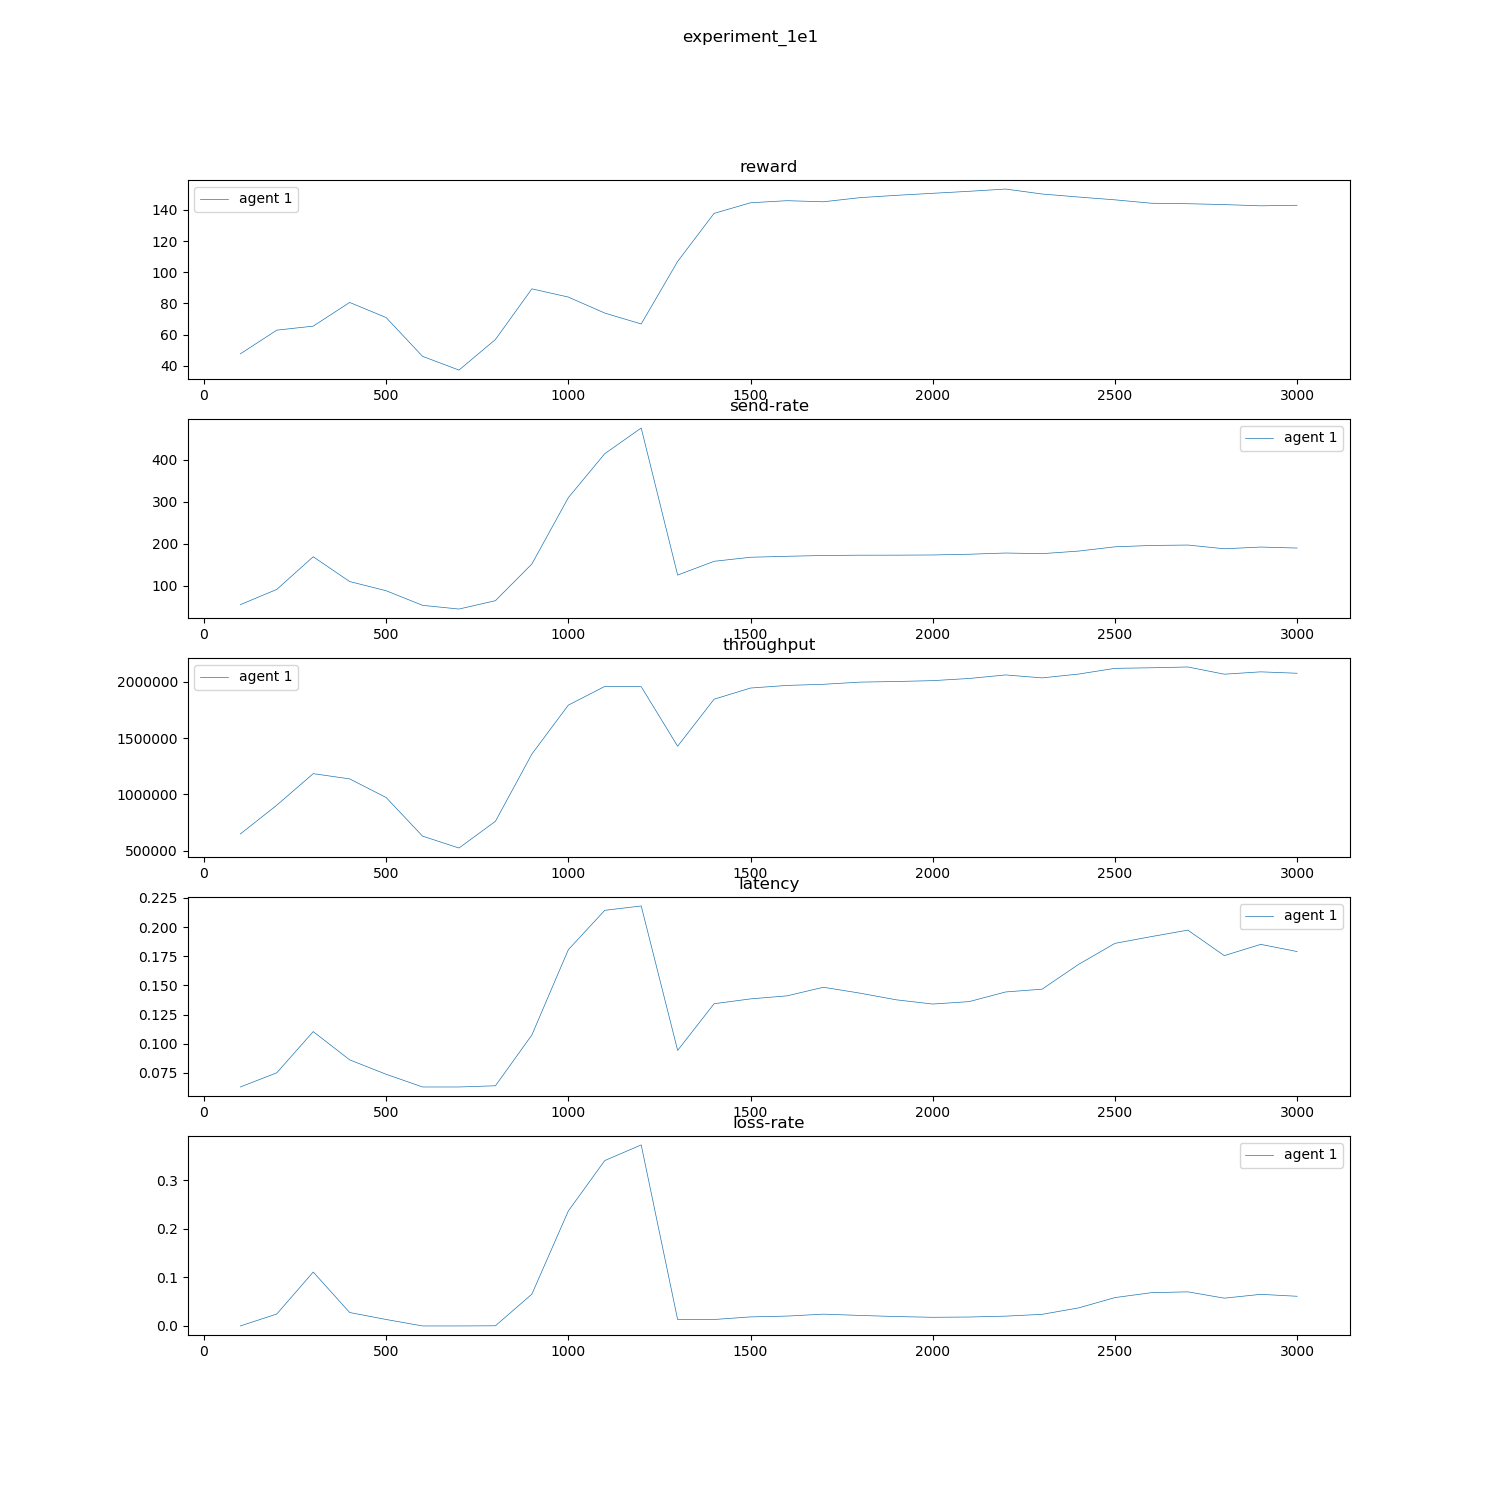 experiment_1e1
reward
agent 1
140
120
100
80
60
40
0 500 1000 1500 2000 2500 3000
send-rate
agent 1
400
300
200
100
0 500 1000 1500 2000 2500 3000
throughput
agent 1
2000000
1500000
1000000
500000
0 500 1000 1500 2000 2500 3000
latency
0.225
agent 1
0.200
0.175
0.150
0.125
0.100
0.075
0 500 1000 1500 2000 2500 3000
loss-rate
agent 1
0.3
0.2
0.1
0.0
0 500 1000 1500 2000 2500 3000